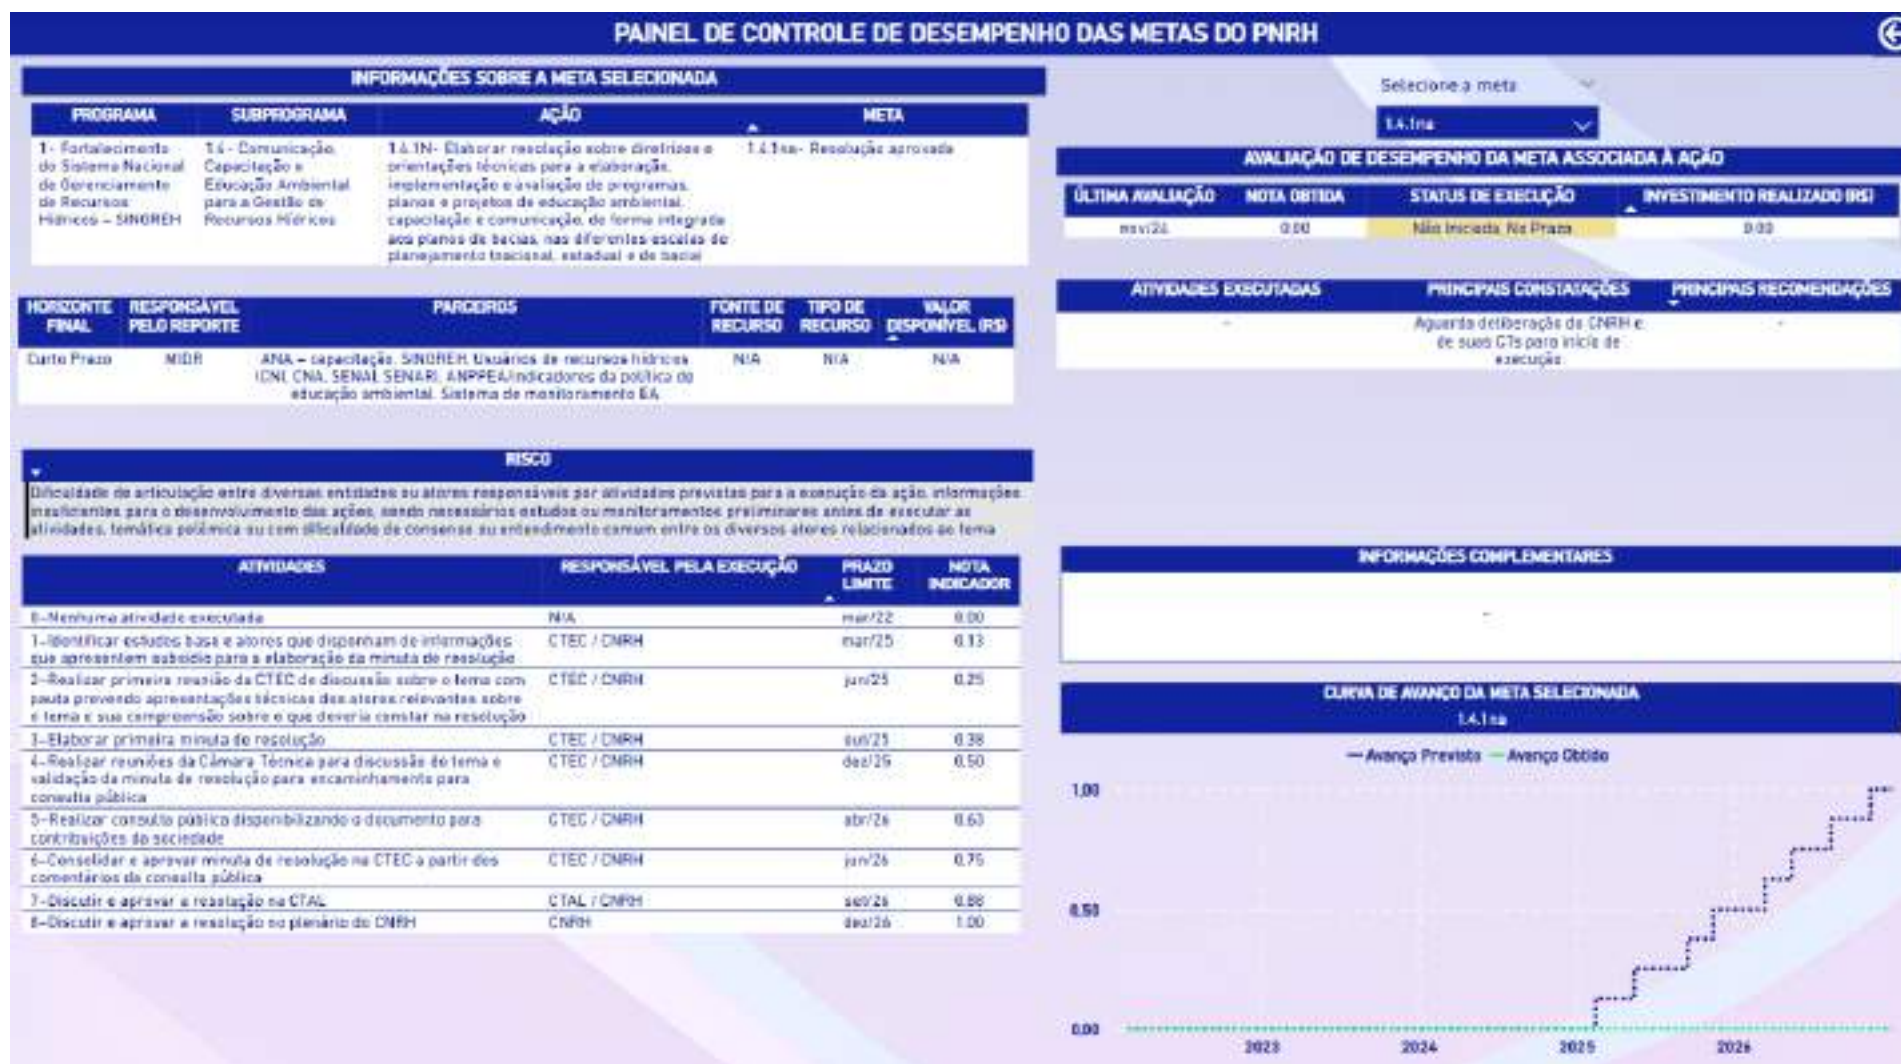 PAINEL DE CONTROLE DE DESEMPENHO DAS METAS DO PNRH
INFORMAÇÕES SOBRE A META SELECIONADA
PROGRAMA SUBPROGRAMA AÇÃO META
1- Fortalecimento do Sistema Nacional de Gerenciamento de Recursos Hídricos – SINGREH
1.4- Comunicação, Capacitação e Educação Ambiental para a Gestão de Recursos Hídricos
1.4.1N- Elaborar resolução sobre diretrizes e
orientações técnicas para a elaboração,
implementação e avaliação de programas,
planos e projetos de educação ambiental,
capacitação e comunicação, de forma integrada
aos planos de bacias, nas diferentes escalas de
planejamento (nacional, estadual e de bacia)
1.4.1na- Resolução aprovada
HORIZONTE FINAL RESPONSÁVEL PELO REPORTE PARCEIROS FONTE DE RECURSO TIPO DE RECURSO VALOR DISPONÍVEL (R$)
Curto Prazo MIDR
ANA – capacitação, SINGREH, Usuários de recursos hídricos
(CNI, CNA, SENAI, SENAR), ANPPEA/indicadores da política de
educação ambiental, Sistema de monitoramento EA
N/A N/A N/A
RISCO
Dificuldade de articulação entre diversas entidades ou atores responsáveis por atividades previstas para a execução da ação, informações
insuficientes para o desenvolvimento das ações, sendo necessários estudos ou monitoramentos preliminares antes de executar as
atividades, temática polêmica ou com dificuldade de consenso ou entendimento comum entre os diversos atores relacionados ao tema
ATIVIDADES RESPONSÁVEL PELA EXECUÇÃO PRAZO LIMITE NOTA INDICADOR
0-Nenhuma atividade executada N/A mar/22 0.00
1-Identificar estudos base e atores que disponham de informações CTEC / CNRH mar/25 0.13
que apresentem subsídio para a elaboração da minuta de resolução
2-Realizar primeira reunião da CTEC de discussão sobre o tema com CTEC / CNRH jun/25 0.25
pauta prevendo apresentações técnicas dos atores relevantes sobre
o tema e sua compreensão sobre o que deveria constar na resolução
3-Elaborar primeira minuta de resolução CTEC / CNRH out/25 0.38
4-Realizar reuniões da Câmara Técnica para discussão do tema e CTEC / CNRH dez/25 0.50
validação da minuta de resolução para encaminhamento para
consulta pública
5-Realizar consulta pública disponibilizando o documento para CTEC / CNRH abr/26 0.63
contribuições da sociedade
6-Consolidar e aprovar minuta de resolução na CTEC a partir dos CTEC / CNRH jun/26 0.75
comentários da consulta pública
7-Discutir e aprovar a resolução na CTAL CTAL / CNRH set/26 0.88
8-Discutir e aprovar a resolução no plenário do CNRH CNRH dez/26 1.00
Selecione a meta
1.4.1na
AVALIAÇÃO DE DESEMPENHO DA META ASSOCIADA À AÇÃO
ÚLTIMA AVALIAÇÃO NOTA OBTIDA STATUS DE EXECUÇÃO INVESTIMENTO REALIZADO (R$)
nov/24 0.00 Não Iniciada, No Prazo 0.00
ATIVIDADES EXECUTADAS PRINCIPAIS CONSTATAÇÕES PRINCIPAIS RECOMENDAÇÕES
- Aguarda deliberação do CNRH e -
de suas CTs para início de
execução
INFORMAÇÕES COMPLEMENTARES
-
CURVA DE AVANÇO DA META SELECIONADA
1.4.1na
Avanço Previsto Avanço Obtido
1.00
0.50
0.00
2023 2024 2025 2026